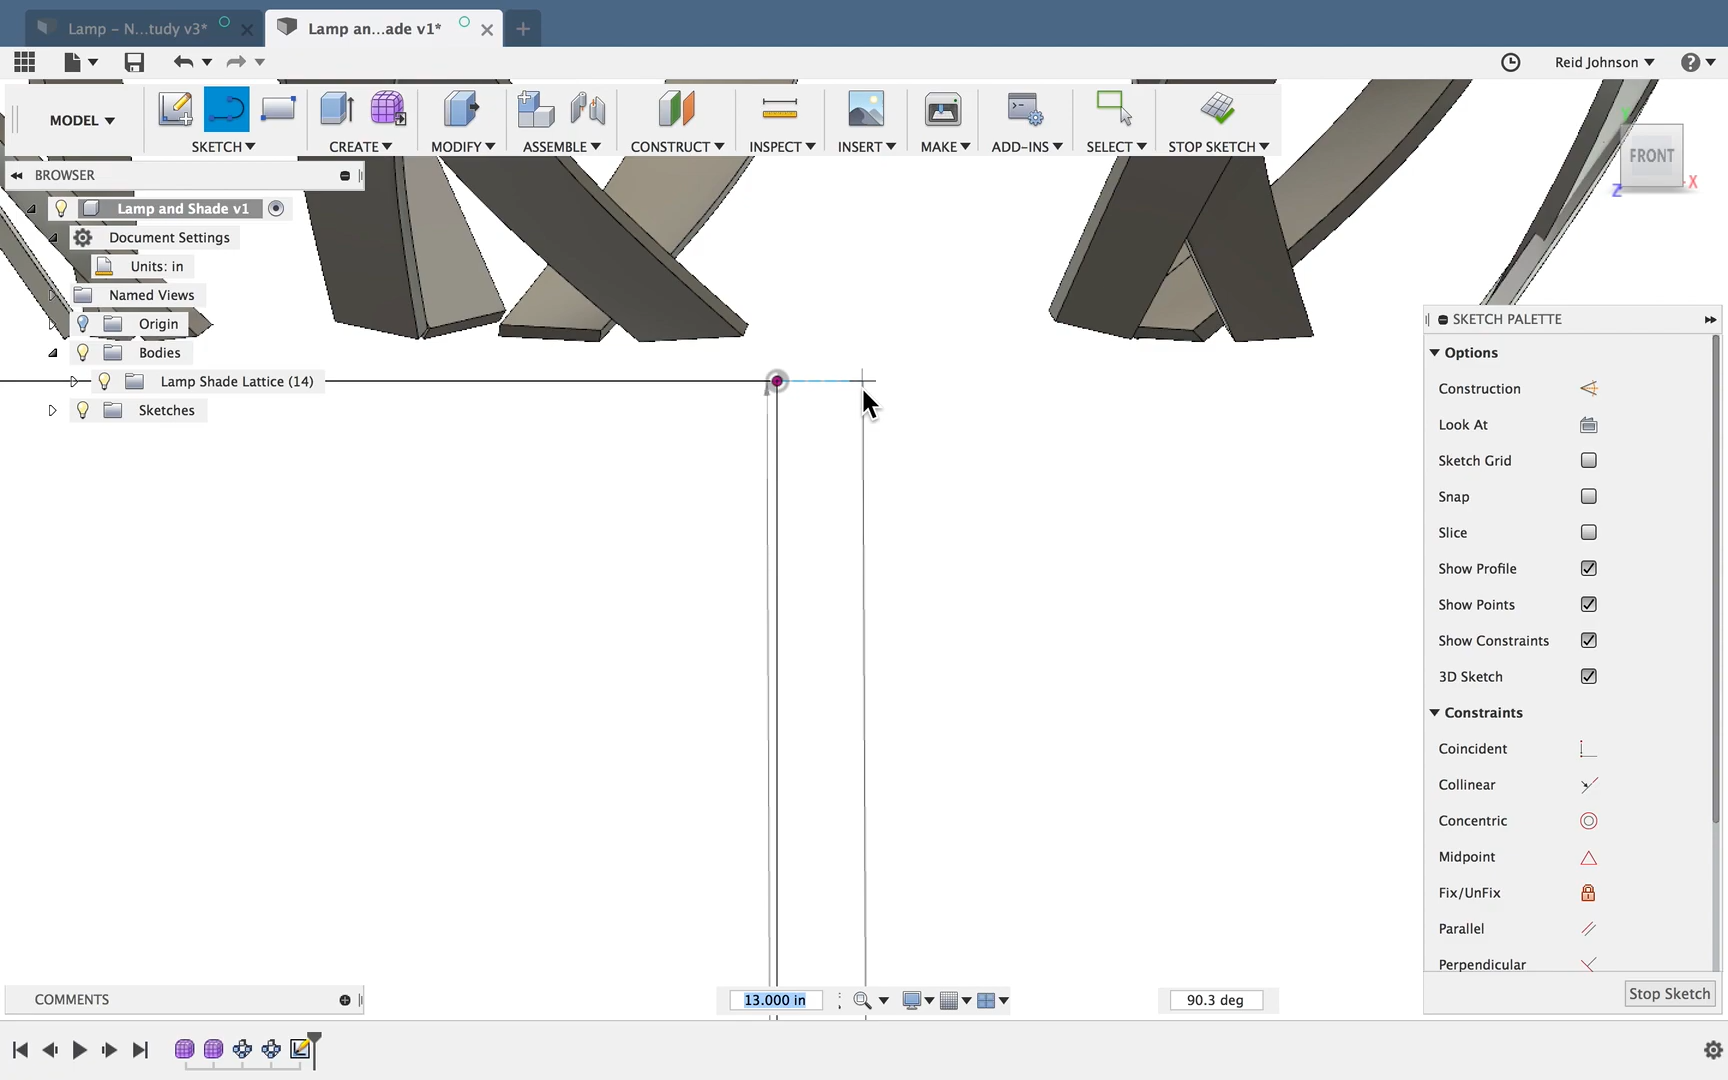 Lamp – N...tudy v3*
Lamp an...ade v1*
Reid Johnson
MODEL
SKETCH
CREATE
MODIFY
ASSEMBLE
CONSTRUCT
INSPECT
INSERT
MAKE
ADD-INS
SELECT
STOP SKETCH
FRONT
Y
X
Z
BROWSER
Lamp and Shade v1
Document Settings
Units: in
Named Views
Origin
Bodies
Lamp Shade Lattice (14)
Sketches
SKETCH PALETTE
Options
Construction
Look At
Sketch Grid
Snap
Slice
Show Profile
Show Points
Show Constraints
3D Sketch
Constraints
Coincident
Collinear
Concentric
Midpoint
Fix/UnFix
Parallel
Perpendicular
Stop Sketch
COMMENTS
13.000 in
90.3 deg